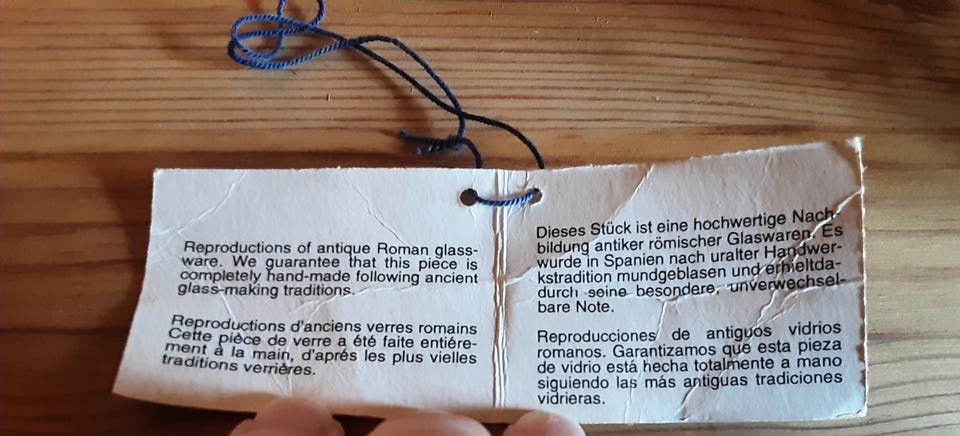 Reproductions of antique Roman glass-
ware. We guarantee that this piece is
completely hand-made following ancient
glass-making traditions.
Reproductions d'anciens verres romains
Cette pièce de verre a été faite entiére-
ment à la main, d'aprés les plus vielles
traditions verrières.
Dieses Stück ist eine hochwertige Nach-
bildung antiker römischer Glaswaren. Es
wurde in Spanien nach uralter Handwer-
kstradition mundgeblasen und erhieltda-
durch seine besondere, unverwechsel-
bare Note.
Reproducciones de antiguos vidrios
romanos. Garantizamos que esta pieza
de vidrio está hecha totalmente a mano
siguiendo las más antiguas tradiciones
vidrieras.